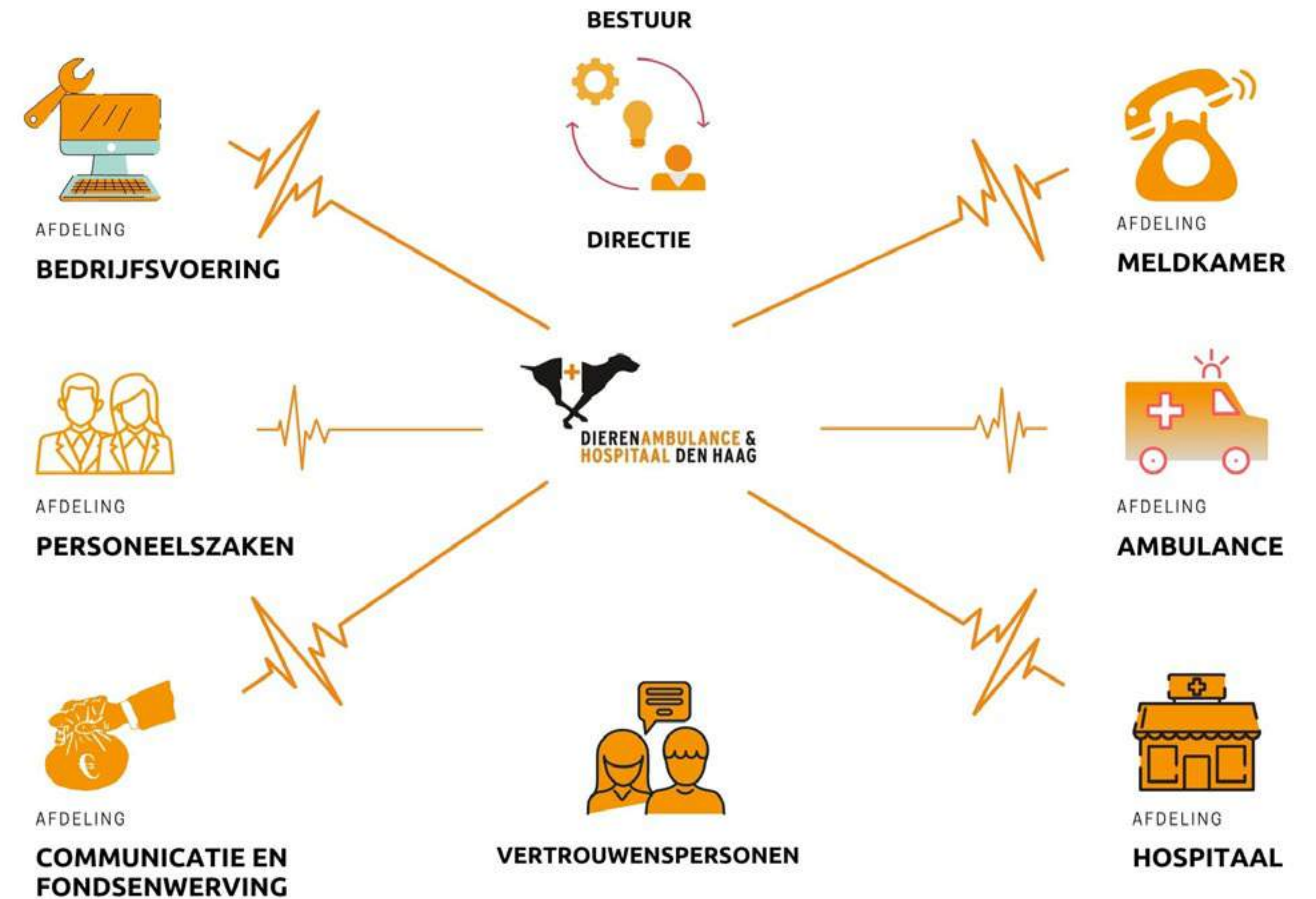 BESTUUR
DIRECTIE
AFDELING
BEDRIJFSVOERING
AFDELING
MELDKAMER
DIERENAMBULANCE &
HOSPITAAL DEN HAAG
AFDELING
PERSONEELSZAKEN
AFDELING
AMBULANCE
€
AFDELING
COMMUNICATIE EN
FONDSENWERVING
VERTROUWENSPERSONEN
AFDELING
HOSPITAAL